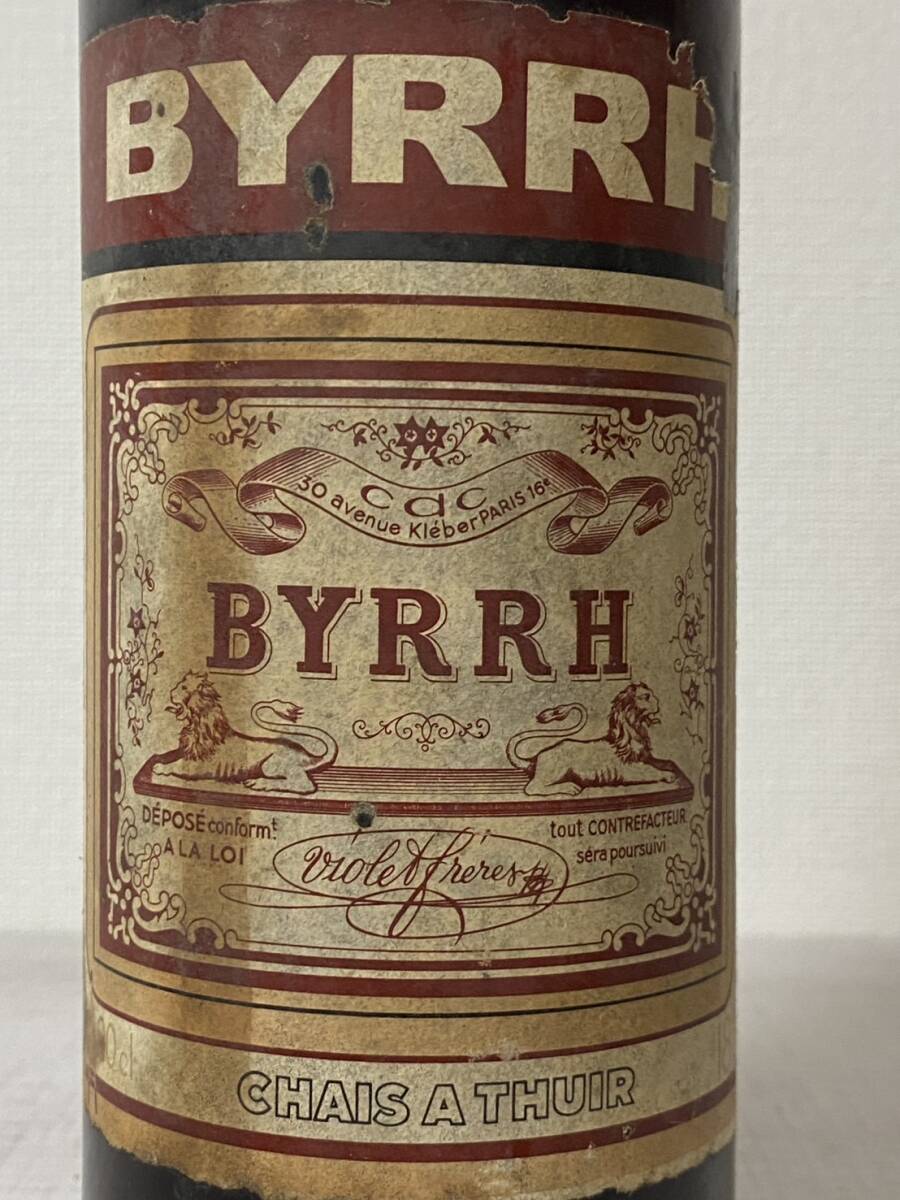 BYRRH
cdc
30 avenue Kléber PARIS 16e
BYRRH
DÉPOSÉ conformt
A LA LOI
tout CONTREFACTEUR
séra poursuivi
violet frères
CHAIS A THUIR